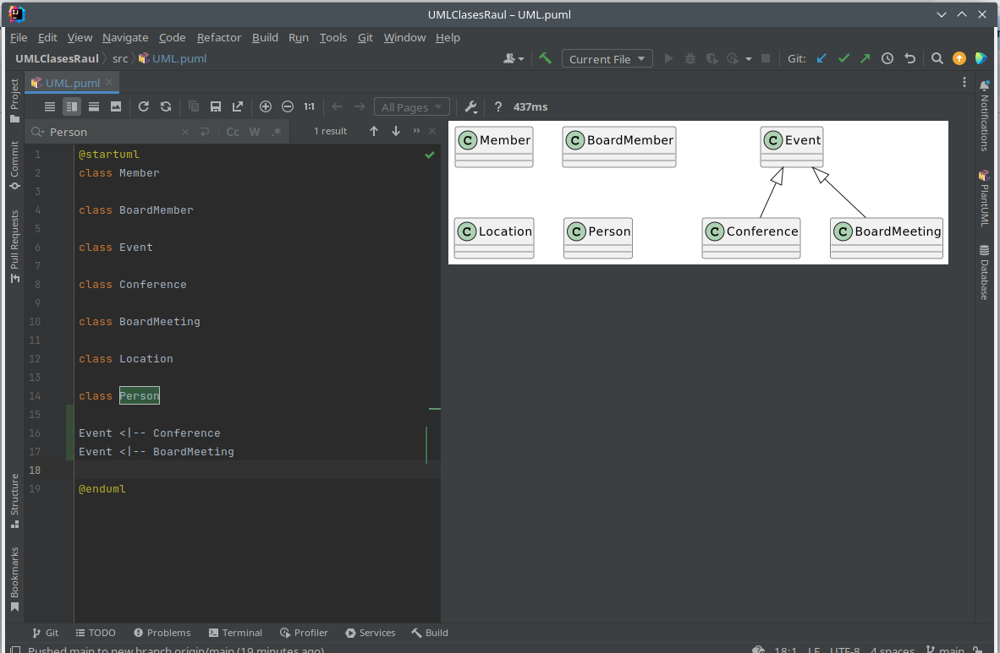 UMLClasesRaul – UML.puml
File Edit View Navigate Code Refactor Build Run Tools Git Window Help
UMLClasesRaul src UML.puml Current File Git:
UML.puml
All Pages ? 437ms
1:1
Person Cc W .* 1 result
1 @startuml
2 class Member
3
4 class BoardMember
5
6 class Event
7
8 class Conference
9
10 class BoardMeeting
11
12 class Location
13
14 class Person
15
16 Event <|-- Conference
17 Event <|-- BoardMeeting
18
19 @enduml
C Member C BoardMember C Event
C Location C Person C Conference C BoardMeeting
Project
Commit
Pull Requests
Structure
Bookmarks
Notifications
PlantUML
Database
Git TODO Problems Terminal Profiler Services Build
Pushed main to new branch origin/main (19 minutes ago) 18:1 LF UTF-8 4 spaces main